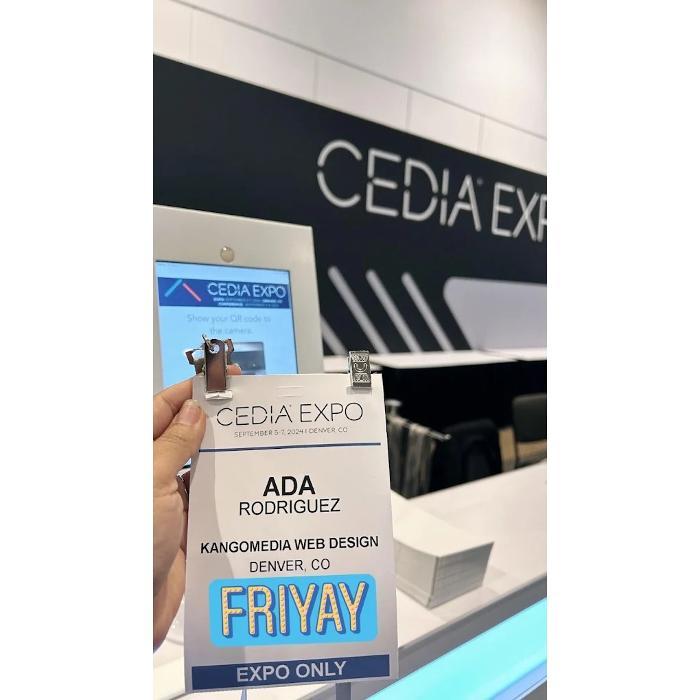 CEDIA EXP
CEDIA EXPO
Show your QR code to
the camera.
CEDIA EXPO
SEPTEMBER 5-7, 2024 | DENVER, CO
ADA
RODRIGUEZ
KANGOMEDIA WEB DESIGN
DENVER, CO
FRIYAY
EXPO ONLY